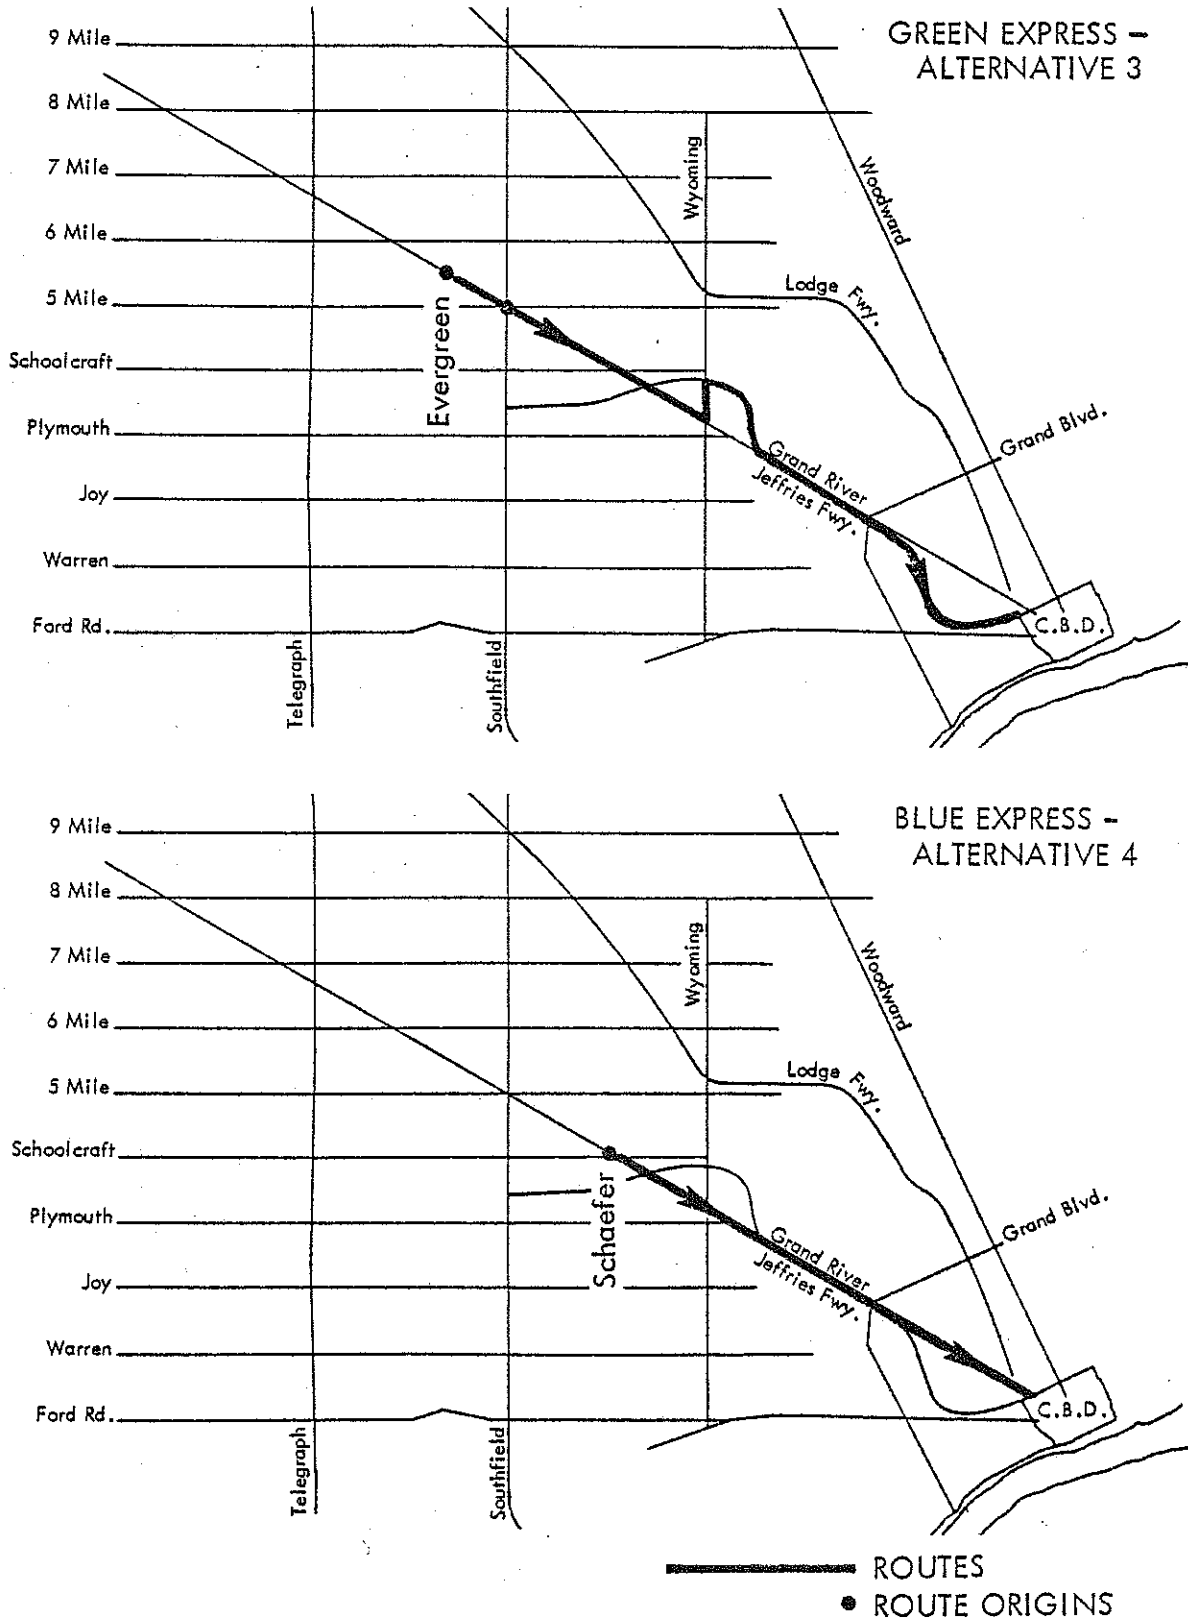 GREEN EXPRESS -
ALTERNATIVE 3
9 Mile
8 Mile
7 Mile
6 Mile
5 Mile
Schoolcraft
Plymouth
Joy
Warren
Ford Rd.
Telegraph
Evergreen
Southfield
Wyoming
Woodward
Lodge Fwy.
Grand Blvd.
Grand River
Jeffries Fwy.
C.B.D.
BLUE EXPRESS -
ALTERNATIVE 4
9 Mile
8 Mile
7 Mile
6 Mile
5 Mile
Schoolcraft
Plymouth
Joy
Warren
Ford Rd.
Telegraph
Southfield
Schaefer
Wyoming
Woodward
Lodge Fwy.
Grand Blvd.
Grand River
Jeffries Fwy.
C.B.D.
ROUTES
ROUTE ORIGINS